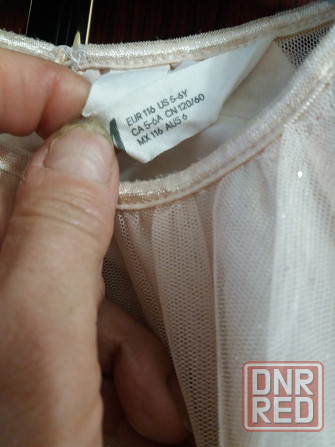 EUR 116 US 5-6Y
CA 5-6A CN 120/60
MX 116 AUS 6
DNR
RED